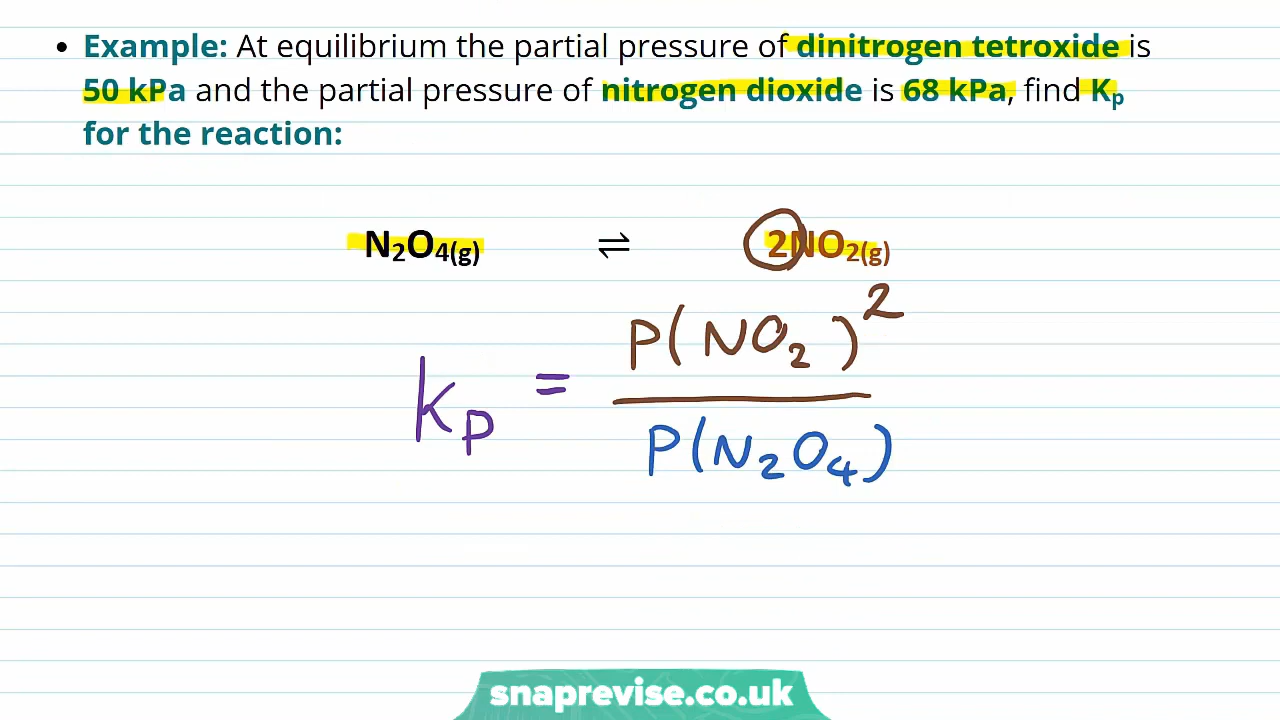 • Example: At equilibrium the partial pressure of dinitrogen tetroxide is
50 kPa and the partial pressure of nitrogen dioxide is 68 kPa, find Kₚ
for the reaction:
N₂O₄(g) ⇌ 2NO₂(g)
P(NO₂)²
Kₚ =
P(N₂O₄)
snaprevise.co.uk